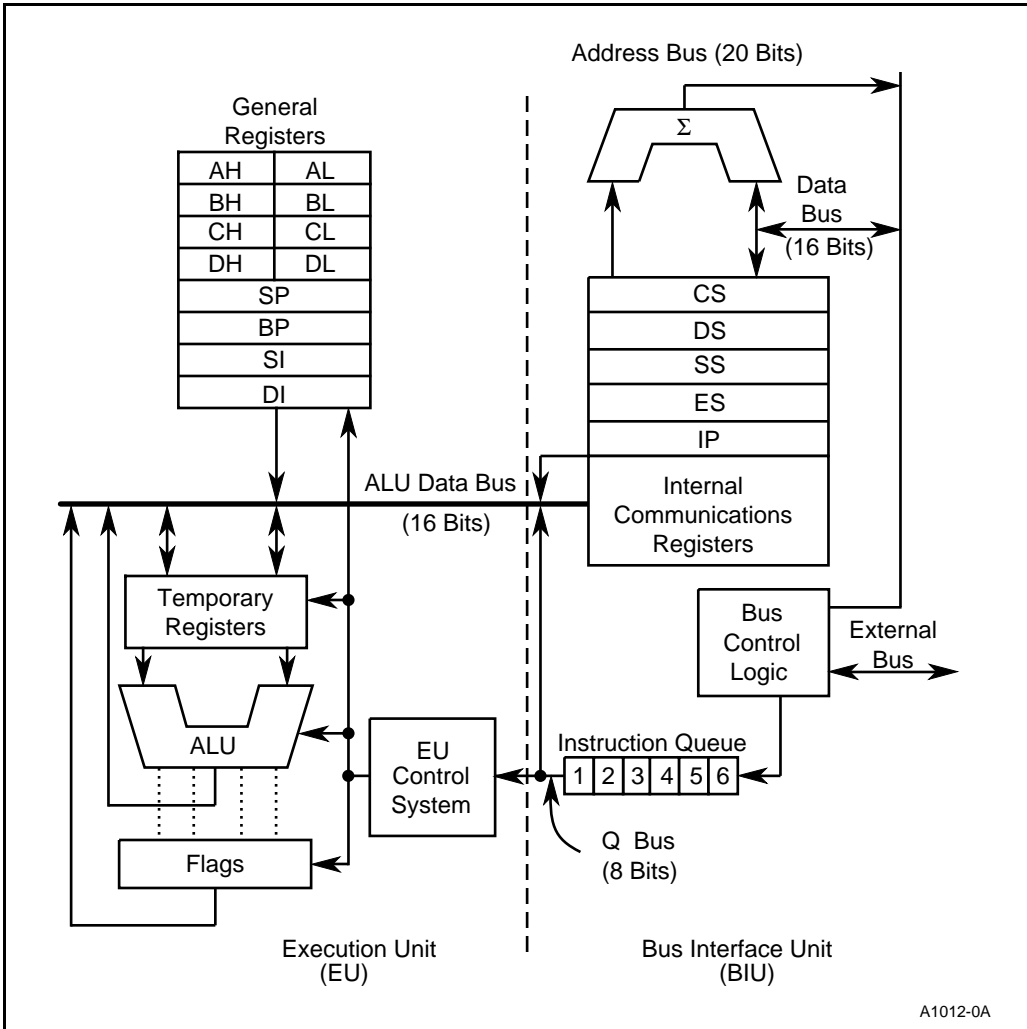 Address Bus (20 Bits)
General
Registers
Σ
AH AL
BH BL
CH CL
DH DL
SP
BP
SI
DI
Data
Bus
(16 Bits)
CS
DS
SS
ES
IP
Internal
Communications
Registers
ALU Data Bus
(16 Bits)
Temporary
Registers
ALU
Flags
EU
Control
System
Bus
Control
Logic
External
Bus
Instruction Queue
1 2 3 4 5 6
Q Bus
(8 Bits)
Execution Unit
(EU)
Bus Interface Unit
(BIU)
A1012-0A